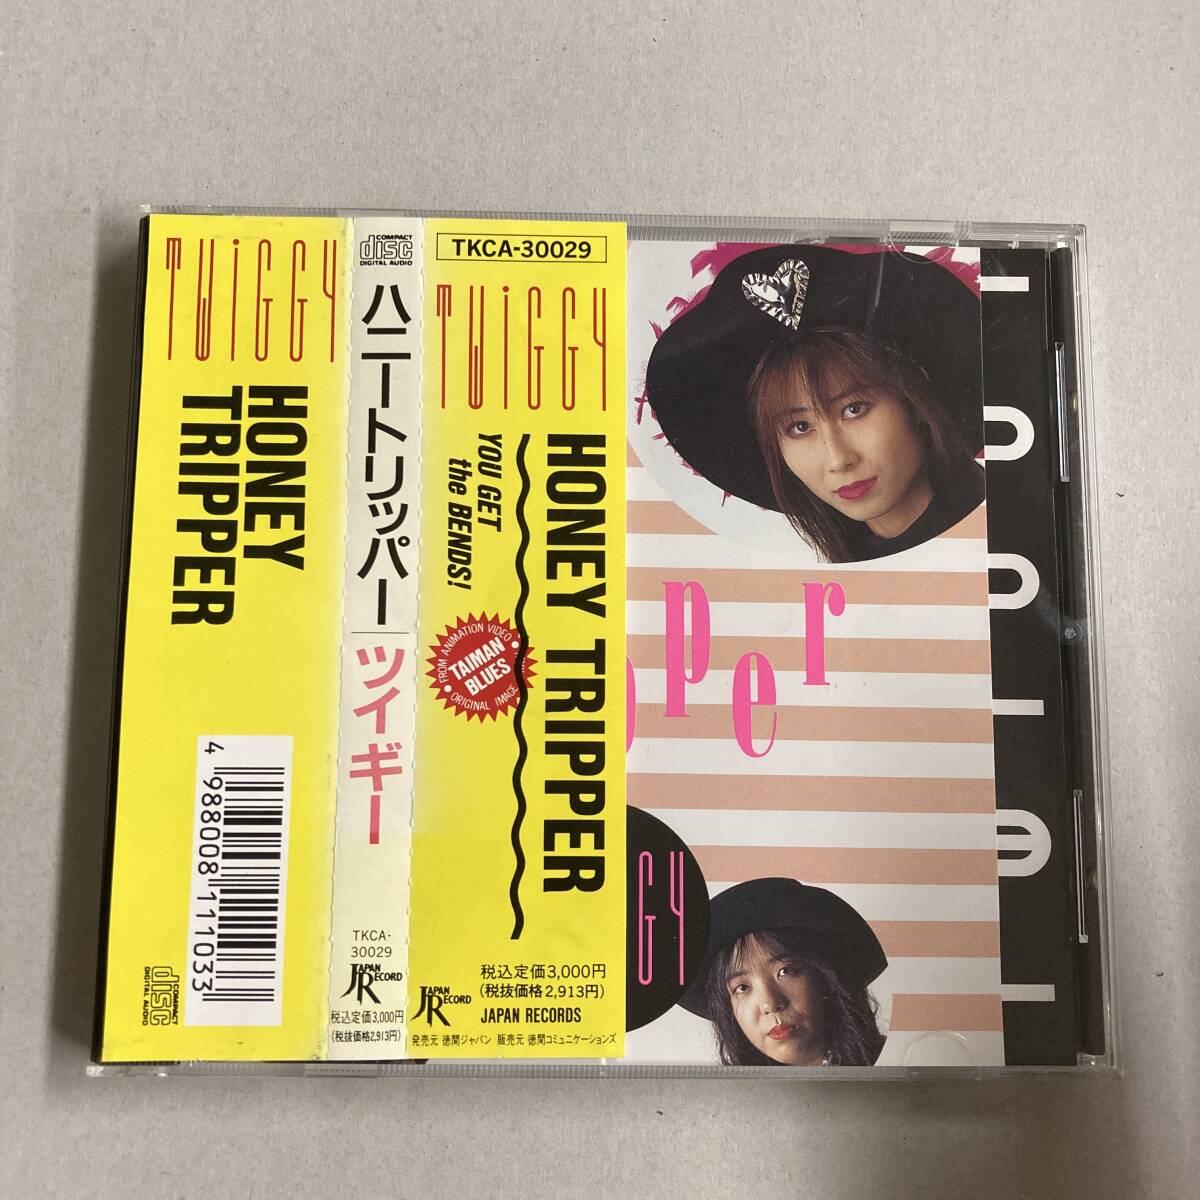 TWiGGY
HONEY
TRIPPER
4 988008 111033
COMPACT
disc
DIGITAL AUDIO
COMPACT
disc
DIGITAL AUDIO
ハニートリッパー
ツイギー
TKCA-
30029
JAPAN
RECORD
税込定価3,000円
(税抜価格2,913円)
TKCA-30029
TWiGGY
HONEY TRIPPER
YOU GET
the BENDS!
FROM ANIMATION VIDEO
TAIMAN
BLUES
ORIGINAL IMAGE
JAPAN
RECORD
税込定価3,000円
(税抜価格2,913円)
JAPAN RECORDS
発売元 徳間ジャパン 販売元 徳間コミュニケーションズ
pper
GY